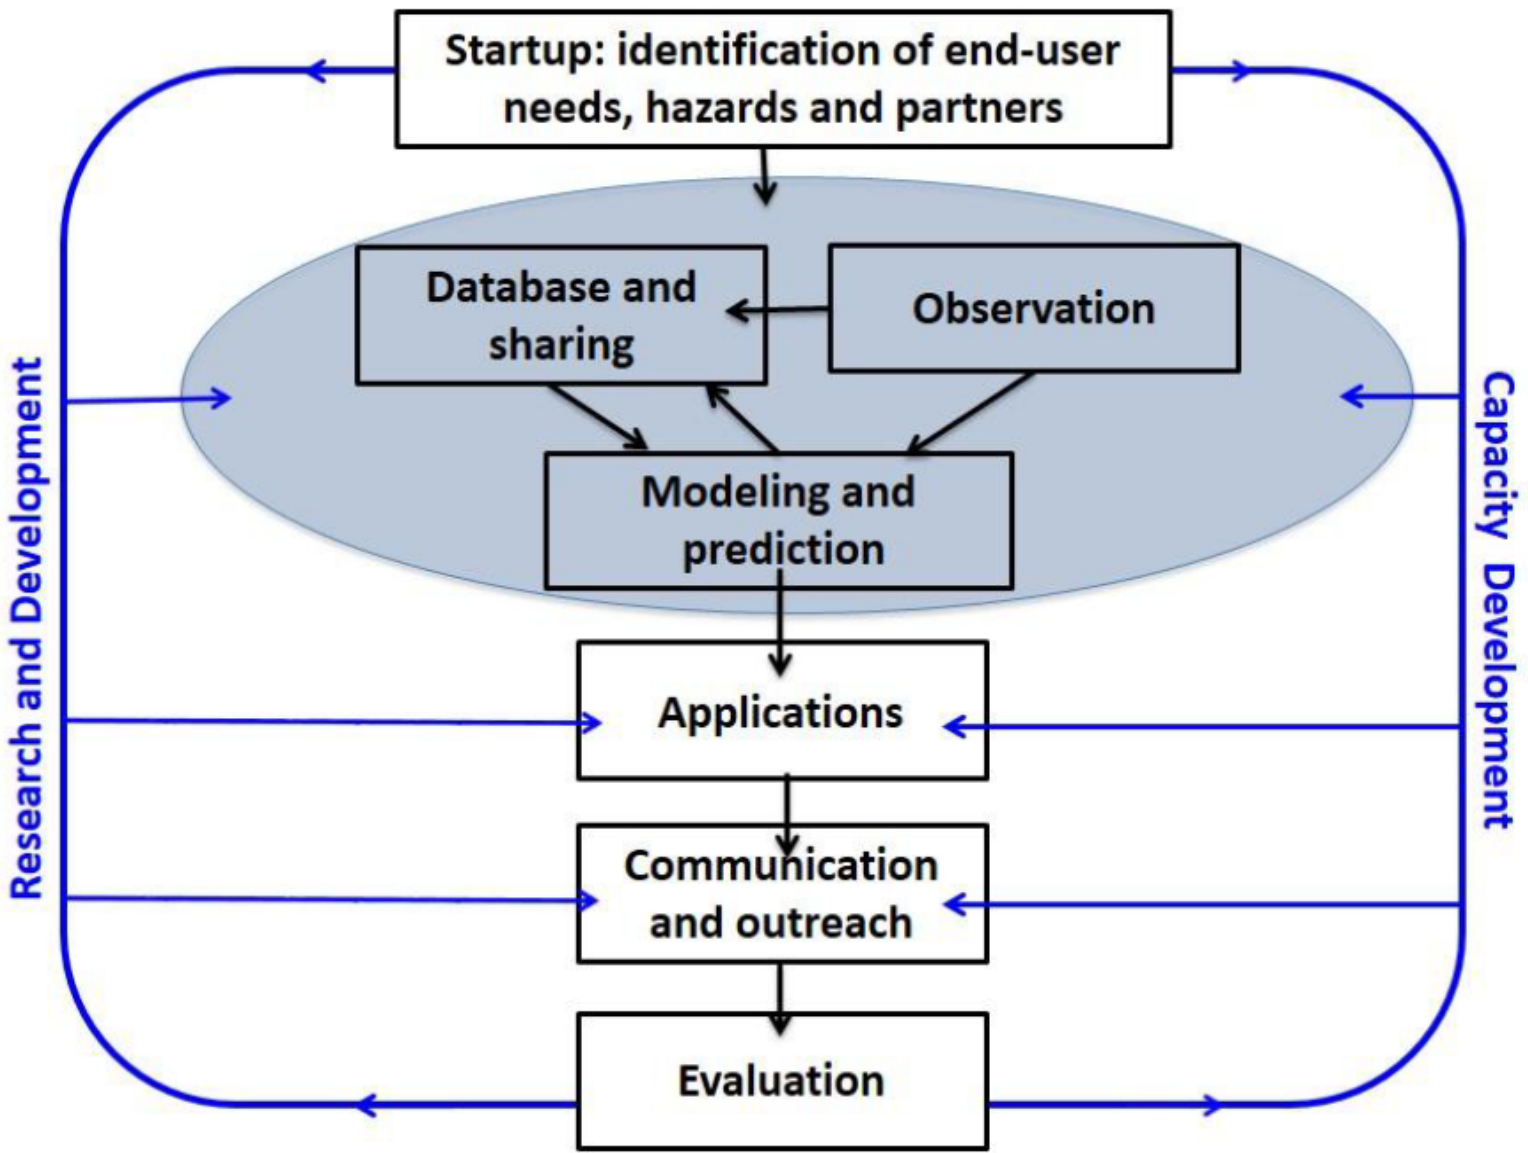 Startup: identification of end-user
needs, hazards and partners
Database and
sharing
Observation
Modeling and
prediction
Applications
Communication
and outreach
Evaluation
Research and Development
Capacity Development